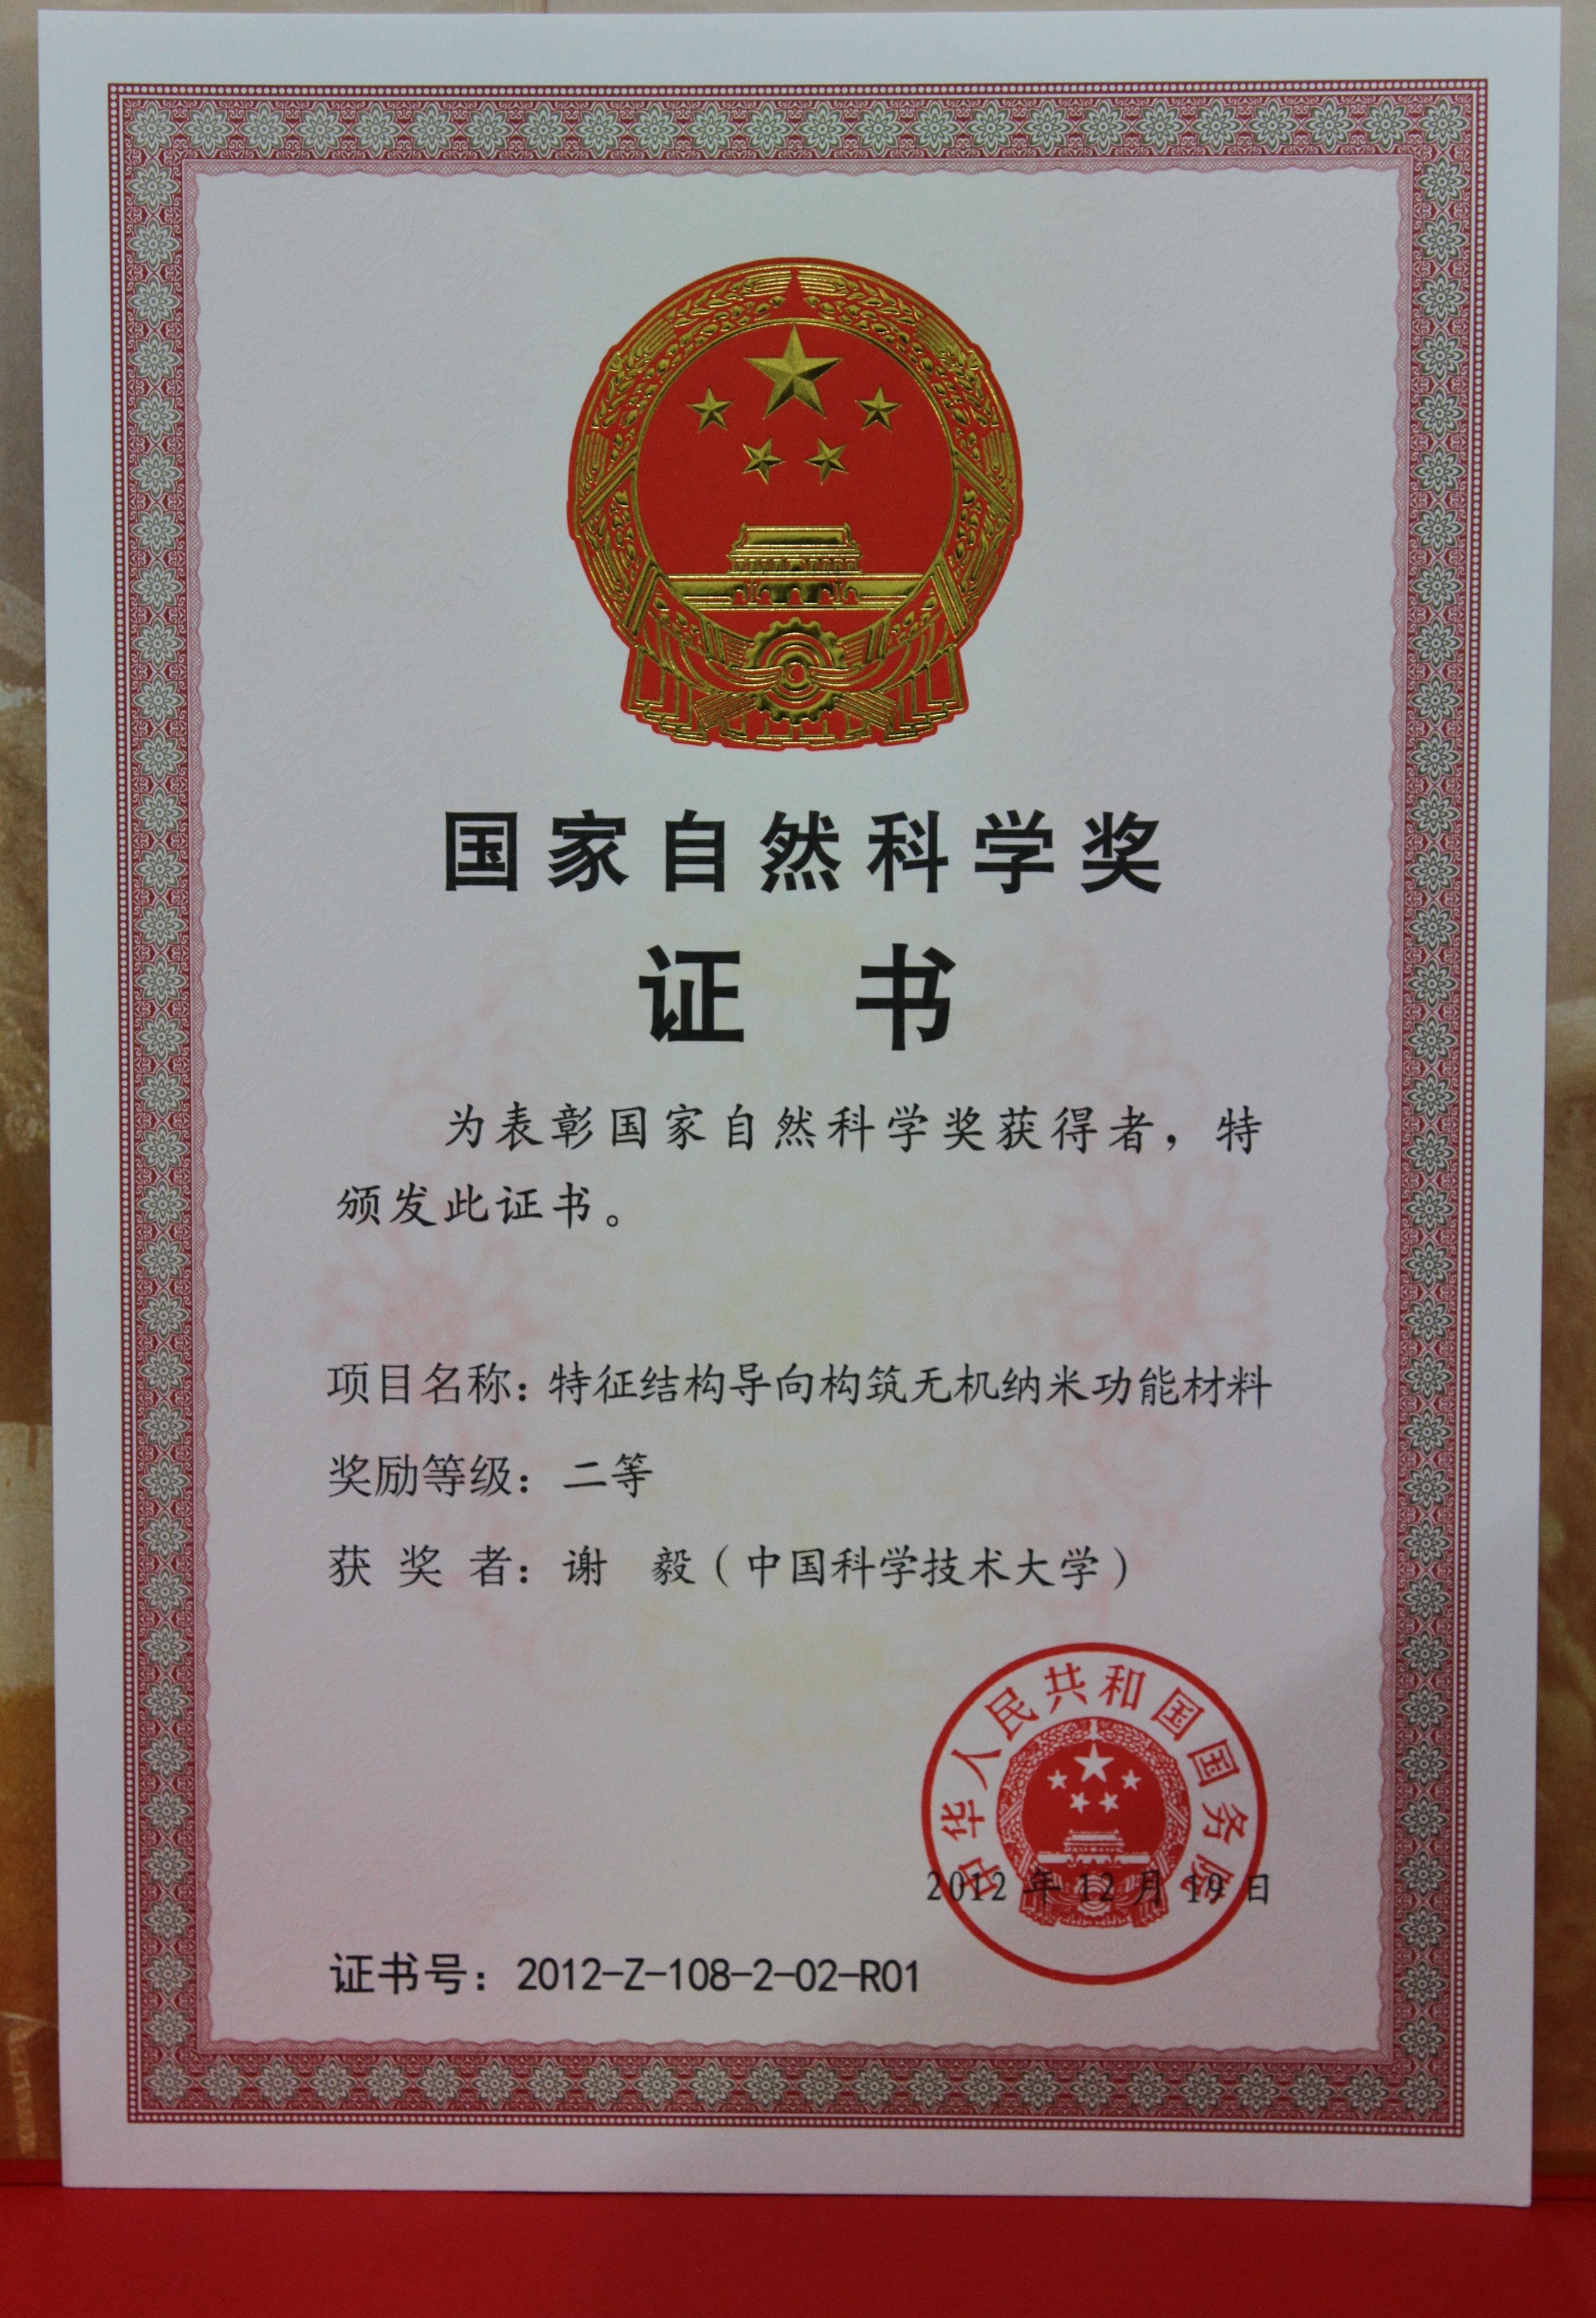 国家自然科学奖
证 书
为表彰国家自然科学奖获得者，特
颁发此证书。
项目名称：特征结构导向构筑无机纳米功能材料
奖励等级：二等
获 奖 者：谢 毅（中国科学技术大学）
中华人民共和国国务院
2012 年 12 月 19 日
证书号：2012-Z-108-2-02-R01